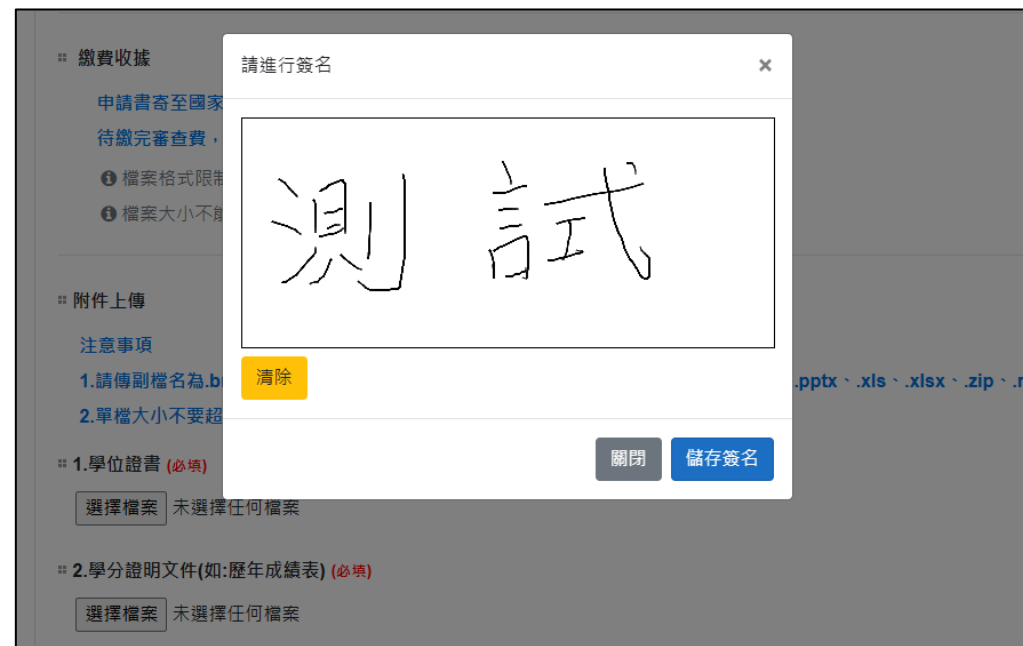 繳費收據
請進行簽名
×
申請書寄至國家
待繳完審查費，
檔案格式限制
檔案大小不能
測 試
附件上傳
注意事項
清除
1.請傳副檔名為.b
.pptx、.xls、.xlsx、.zip、.r
2.單檔大小不要超
1.學位證書 (必填)
關閉
儲存簽名
選擇檔案 未選擇任何檔案
2.學分證明文件(如:歷年成績表) (必填)
選擇檔案 未選擇任何檔案